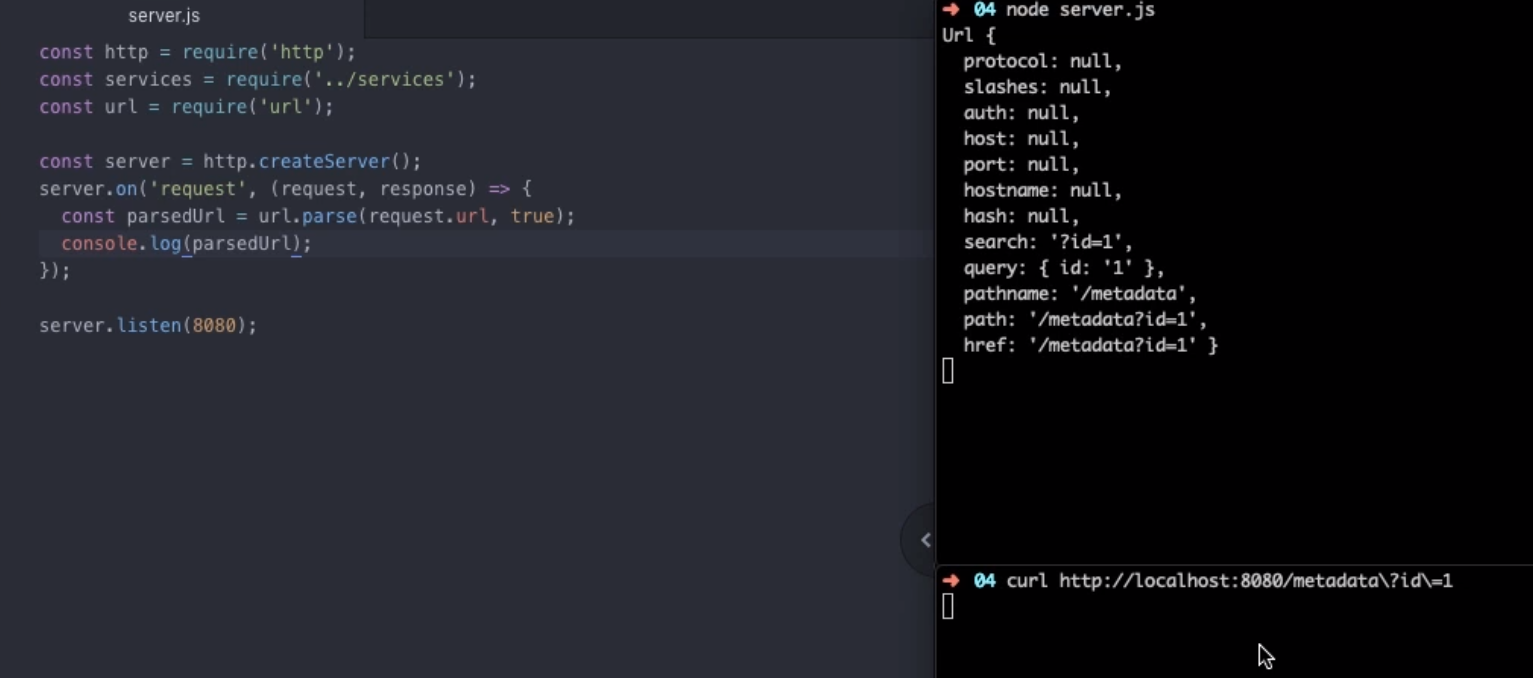 server.js
const http = require('http');
const services = require('../services');
const url = require('url');
const server = http.createServer();
server.on('request', (request, response) => {
  const parsedUrl = url.parse(request.url, true);
  console.log(parsedUrl);
});
server.listen(8080);
➜ 04 node server.js
Url {
  protocol: null,
  slashes: null,
  auth: null,
  host: null,
  port: null,
  hostname: null,
  hash: null,
  search: '?id=1',
  query: { id: '1' },
  pathname: '/metadata',
  path: '/metadata?id=1',
  href: '/metadata?id=1' }
➜ 04 curl http://localhost:8080/metadata\?id\=1